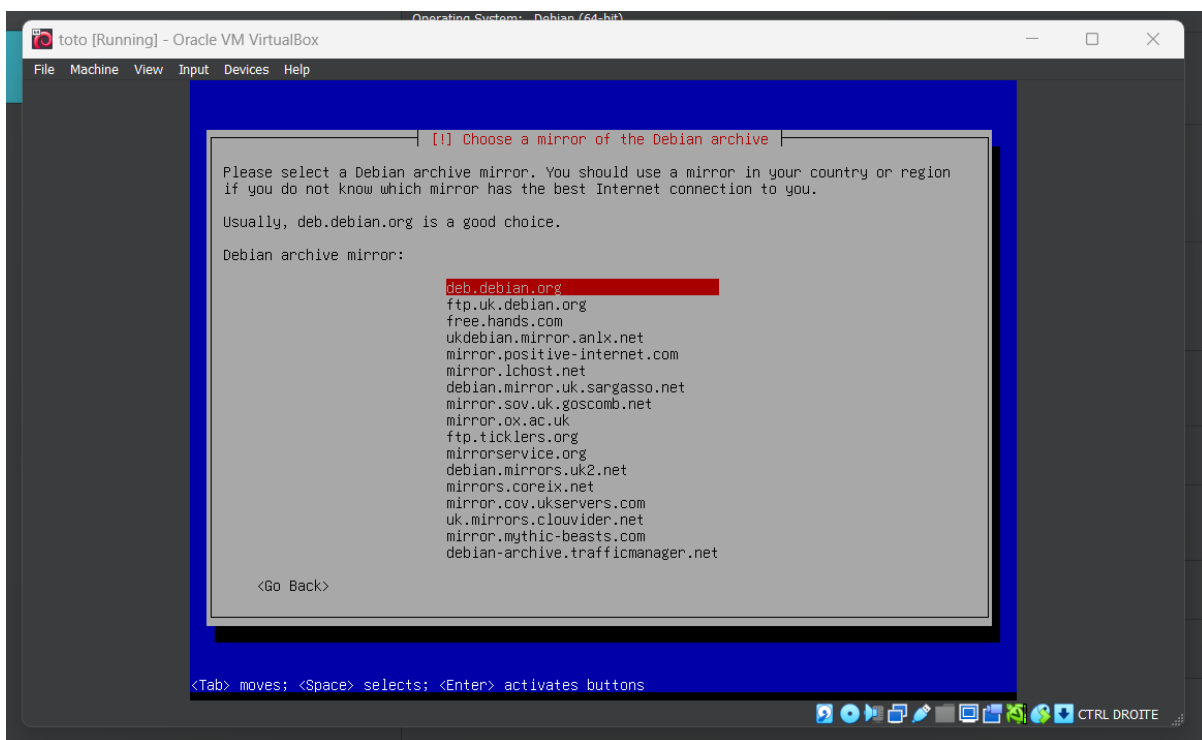 Operating System: Debian (64-bit)
toto [Running] - Oracle VM VirtualBox
File Machine View Input Devices Help
[!] Choose a mirror of the Debian archive
Please select a Debian archive mirror. You should use a mirror in your country or region
if you do not know which mirror has the best Internet connection to you.
Usually, deb.debian.org is a good choice.
Debian archive mirror:
deb.debian.org
ftp.uk.debian.org
free.hands.com
ukdebian.mirror.anlx.net
mirror.positive-internet.com
mirror.lchost.net
debian.mirror.uk.sargasso.net
mirror.sov.uk.goscomb.net
mirror.ox.ac.uk
ftp.ticklers.org
mirrorservice.org
debian.mirrors.uk2.net
mirrors.coreix.net
mirror.cov.ukservers.com
uk.mirrors.clouvider.net
mirror.mythic-beasts.com
debian-archive.trafficmanager.net
<Go Back>
<Tab> moves; <Space> selects; <Enter> activates buttons
CTRL DROITE